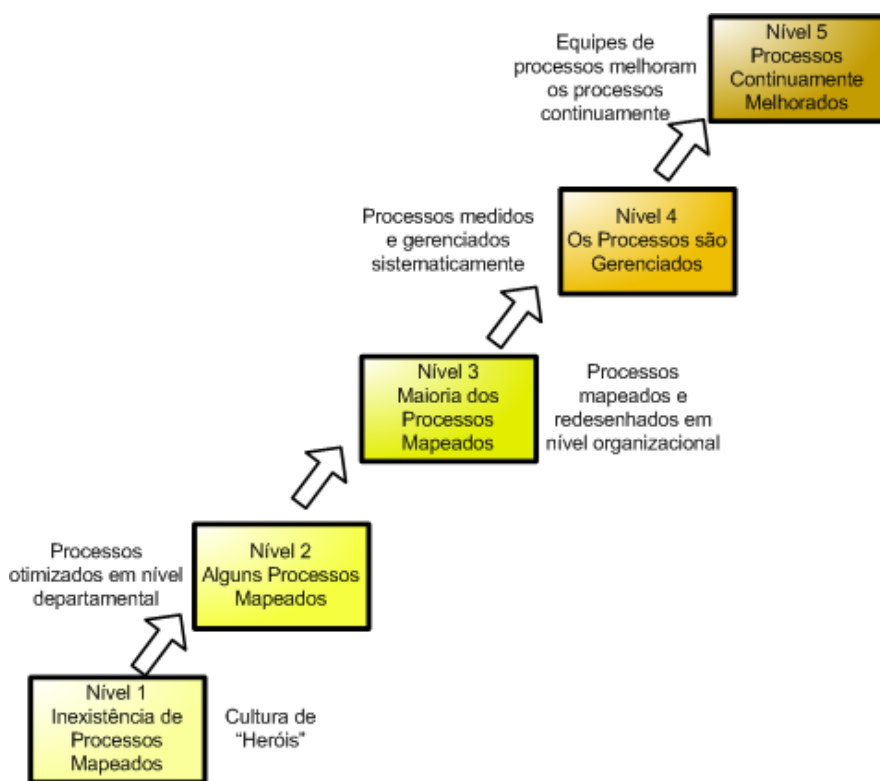 Nível 5
Processos
Continuamente
Melhorados
Equipes de
processos melhoram
os processos
continuamente
Nível 4
Os Processos são
Gerenciados
Processos medidos
e gerenciados
sistematicamente
Nível 3
Maioria dos
Processos
Mapeados
Processos
mapeados e
redesenhados em
nível organizacional
Nível 2
Alguns Processos
Mapeados
Processos
otimizados em nível
departamental
Nível 1
Inexistência de
Processos
Mapeados
Cultura de
“Heróis”